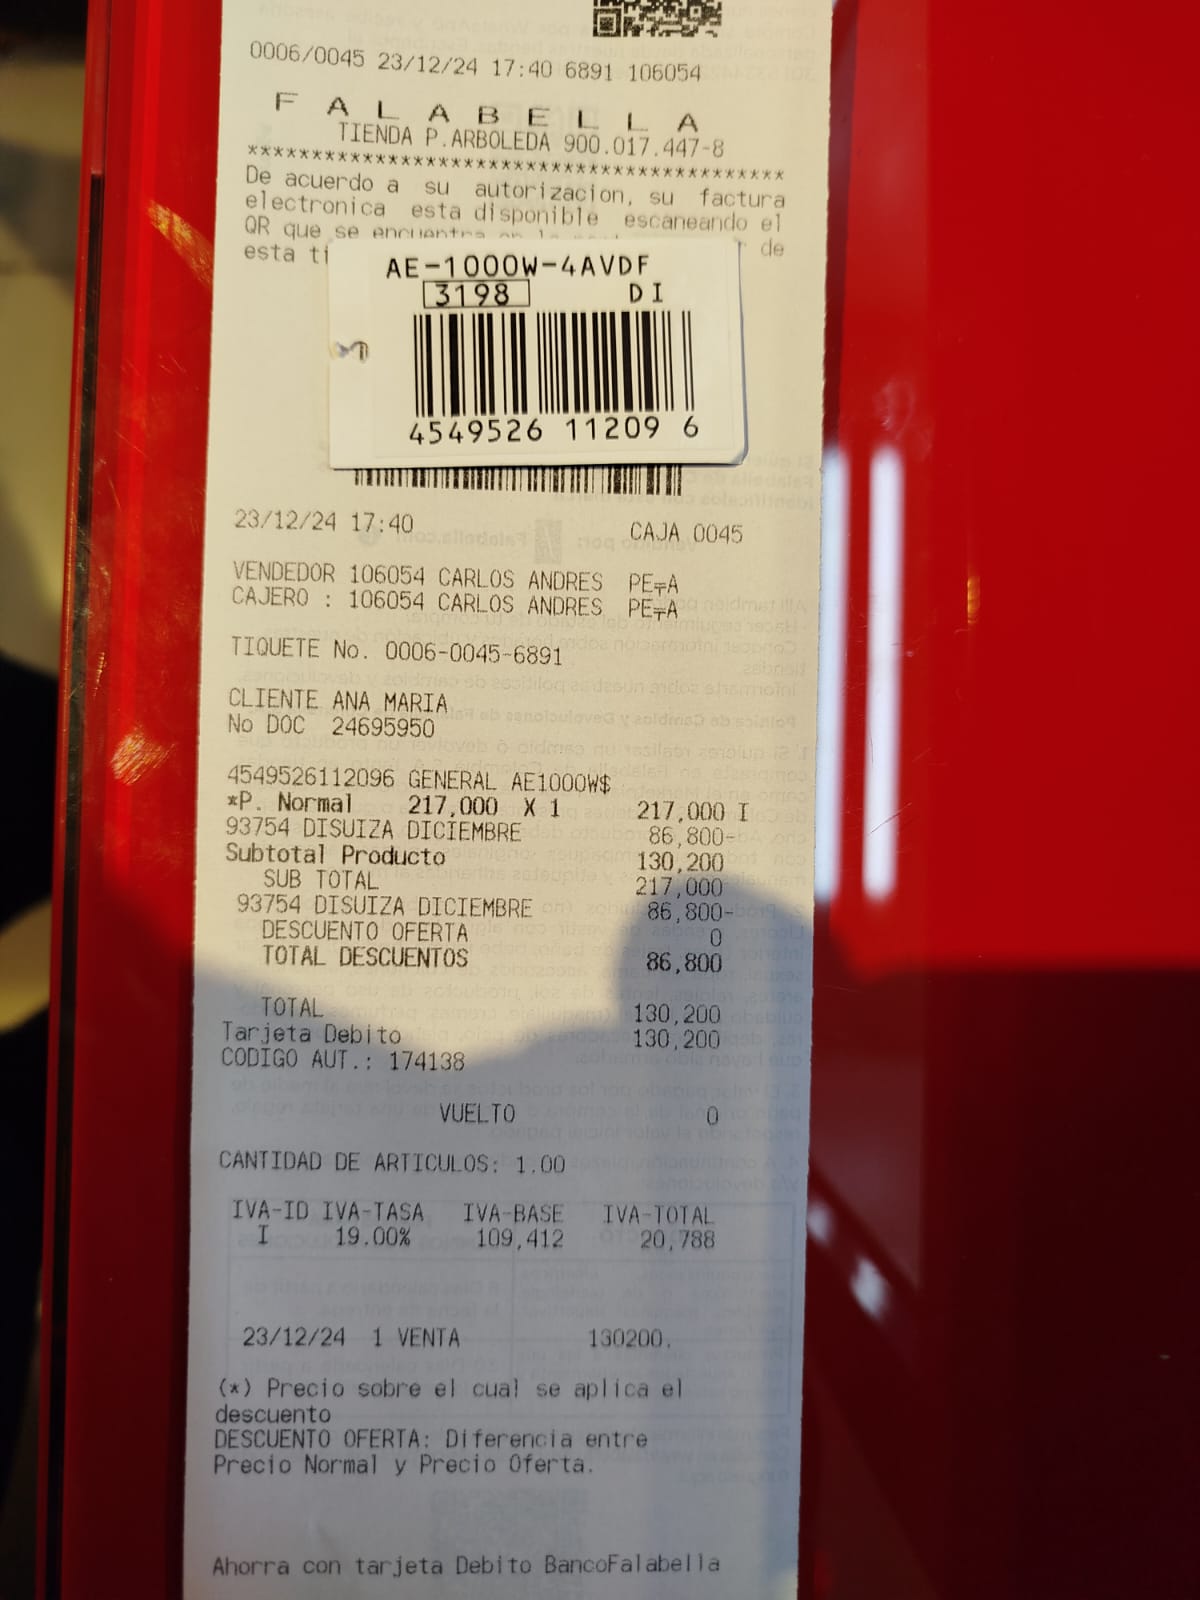 0006/0045 23/12/24 17:40 6891 106054
F A L A B E L L A
TIENDA P.ARBOLEDA 900.017.447-8
******************************************
De acuerdo a su autorizacion, su factura
electronica esta disponible escaneando el
QR que se encuentra en la de
esta
AE-1000W-4AVDF
3198 DI
4549526 11209 6
23/12/24 17:40 CAJA 0045
VENDEDOR 106054 CARLOS ANDRES PE╤A
CAJERO : 106054 CARLOS ANDRES PE╤A
TIQUETE No. 0006-0045-6891
CLIENTE ANA MARIA
No DOC 24695950
4549526112096 GENERAL AE1000W$
*P. Normal 217,000 X 1 217,000 I
93754 DISUIZA DICIEMBRE 86,800-
Subtotal Producto 130,200
SUB TOTAL 217,000
93754 DISUIZA DICIEMBRE 86,800-
DESCUENTO OFERTA 0
TOTAL DESCUENTOS 86,800
TOTAL 130,200
Tarjeta Debito 130,200
CODIGO AUT.: 174138
VUELTO 0
CANTIDAD DE ARTICULOS: 1.00
IVA-ID IVA-TASA IVA-BASE IVA-TOTAL
I 19.00% 109,412 20,788
23/12/24 1 VENTA 130200.
(*) Precio sobre el cual se aplica el
descuento
DESCUENTO OFERTA: Diferencia entre
Precio Normal y Precio Oferta.
Ahorra con tarjeta Debito BancoFalabella